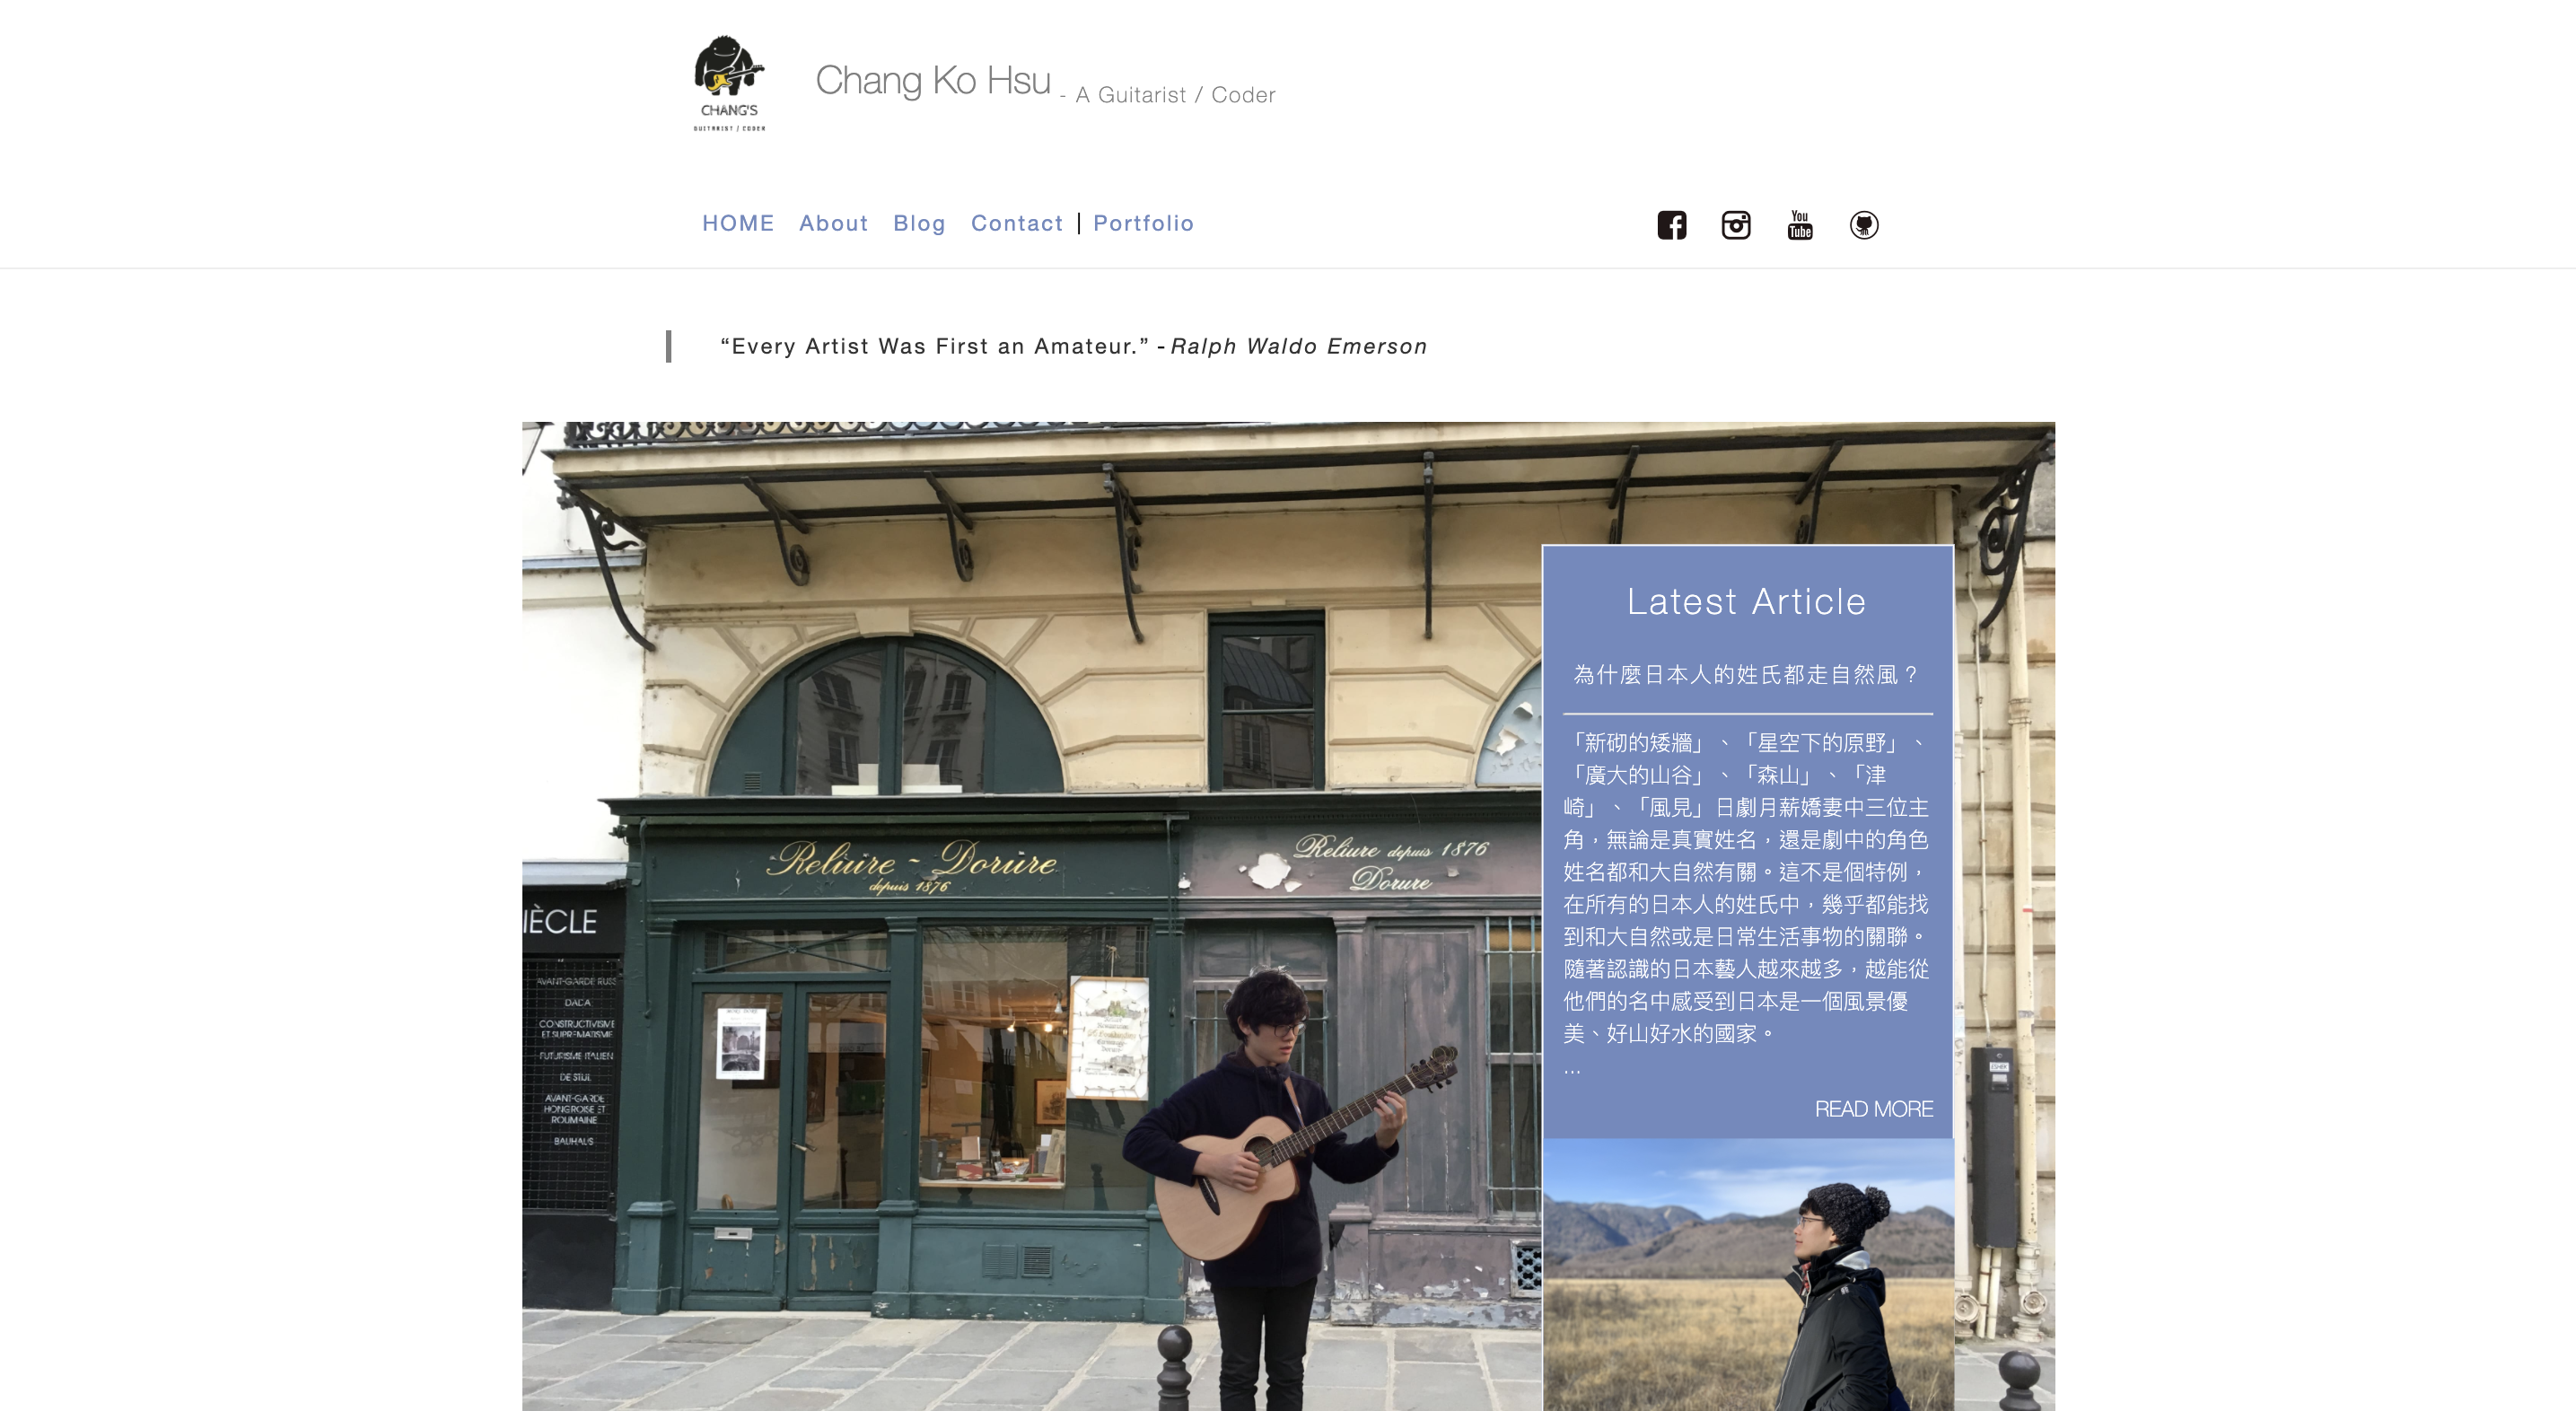 CHANG'S
GUITARIST / CODER
Chang Ko Hsu - A Guitarist / Coder
HOME About Blog Contact | Portfolio
You
Tube
“Every Artist Was First an Amateur.” - Ralph Waldo Emerson
Reliure - Dorure
depuis 1876
Reliure depuis 1876
Dorure
IÈCLE
AVANT-GARDE RUSS
DADA
CONSTRUCTIVISME
ET SUPREMATISME
FUTURISME ITALIEN
DE STIJL
AVANT-GARDE
HONGROISE ET
ROUMAINE
BAUHAUS
Latest Article
為什麼日本人的姓氏都走自然風？
「新砌的矮牆」、「星空下的原野」、
「廣大的山谷」、「森山」、「津
崎」、「風見」日劇月薪嬌妻中三位主
角，無論是真實姓名，還是劇中的角色
姓名都和大自然有關。這不是個特例，
在所有的日本人的姓氏中，幾乎都能找
到和大自然或是日常生活事物的關聯。
隨著認識的日本藝人越來越多，越能從
他們的名中感受到日本是一個風景優
美、好山好水的國家。
...
READ MORE